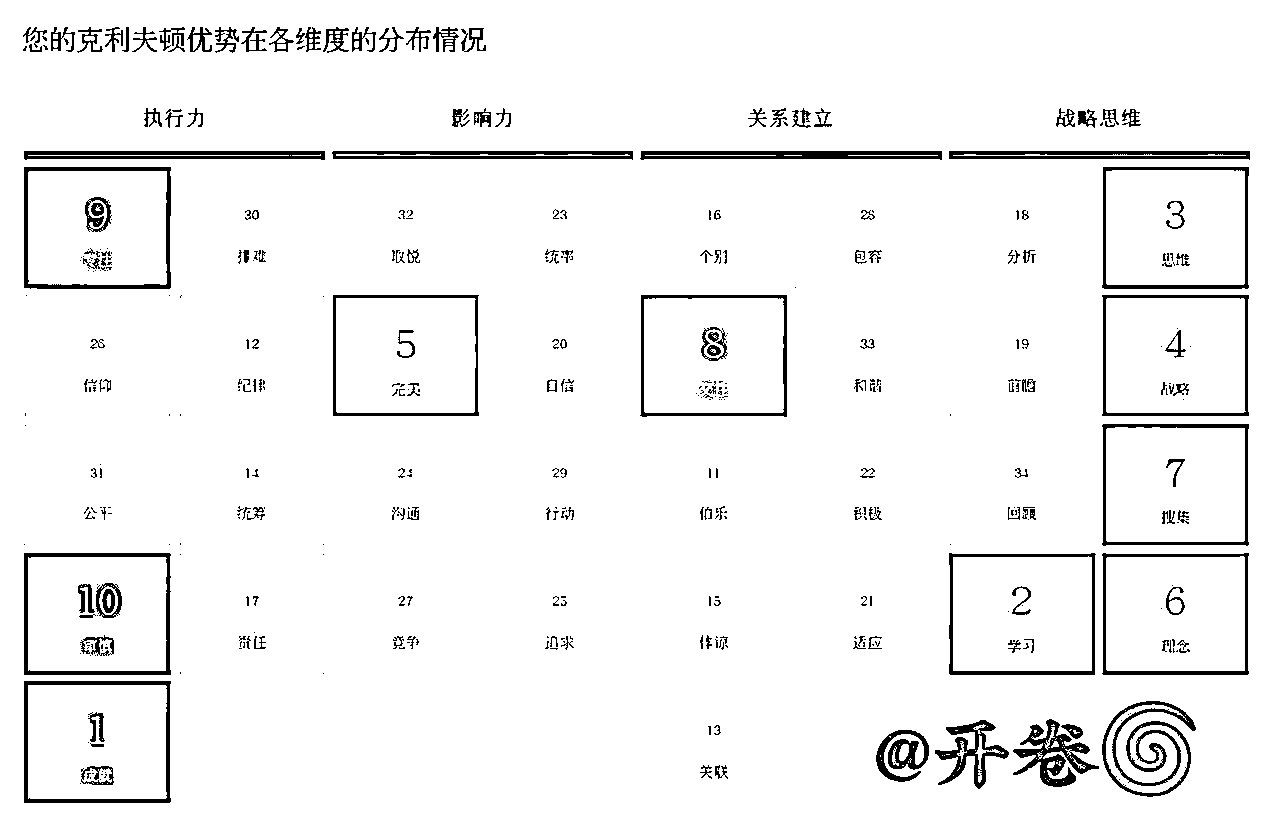 您的克利夫顿优势在各维度的分布情况
执行力 影响力 关系建立 战略思维
9 30 32 23 16 28 18 3
排难 取悦 统率 个别 包容 分析 思维
26 12 5 20 8 33 19 4
信仰 纪律 完美 自信 和谐 前瞻 战略
31 14 24 29 11 22 34 7
公平 统筹 沟通 行动 伯乐 积极 回顾 搜集
10 17 27 25 15 21 2 6
审慎 责任 竞争 追求 体谅 适应 学习 理念
1 13
成就 关联
@开卷